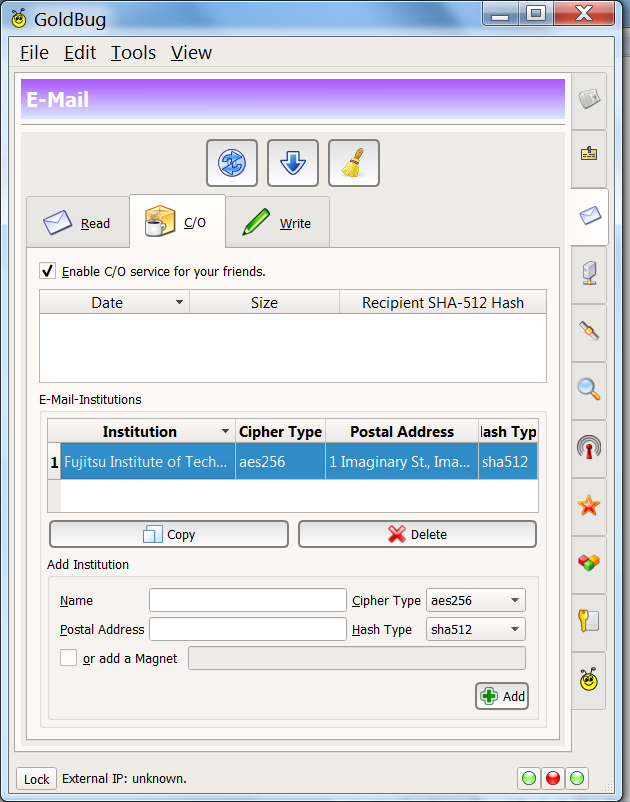 GoldBug
File Edit Tools View
E-Mail
Read C/O Write
Enable C/O service for your friends.
Date Size Recipient SHA-512 Hash
E-Mail-Institutions
Institution Cipher Type Postal Address Hash Typ
1 Fujitsu Institute of Tech... aes256 1 Imaginary St., Ima... sha512
Copy Delete
Add Institution
Name Cipher Type aes256
Postal Address Hash Type sha512
or add a Magnet
Add
Lock External IP: unknown.